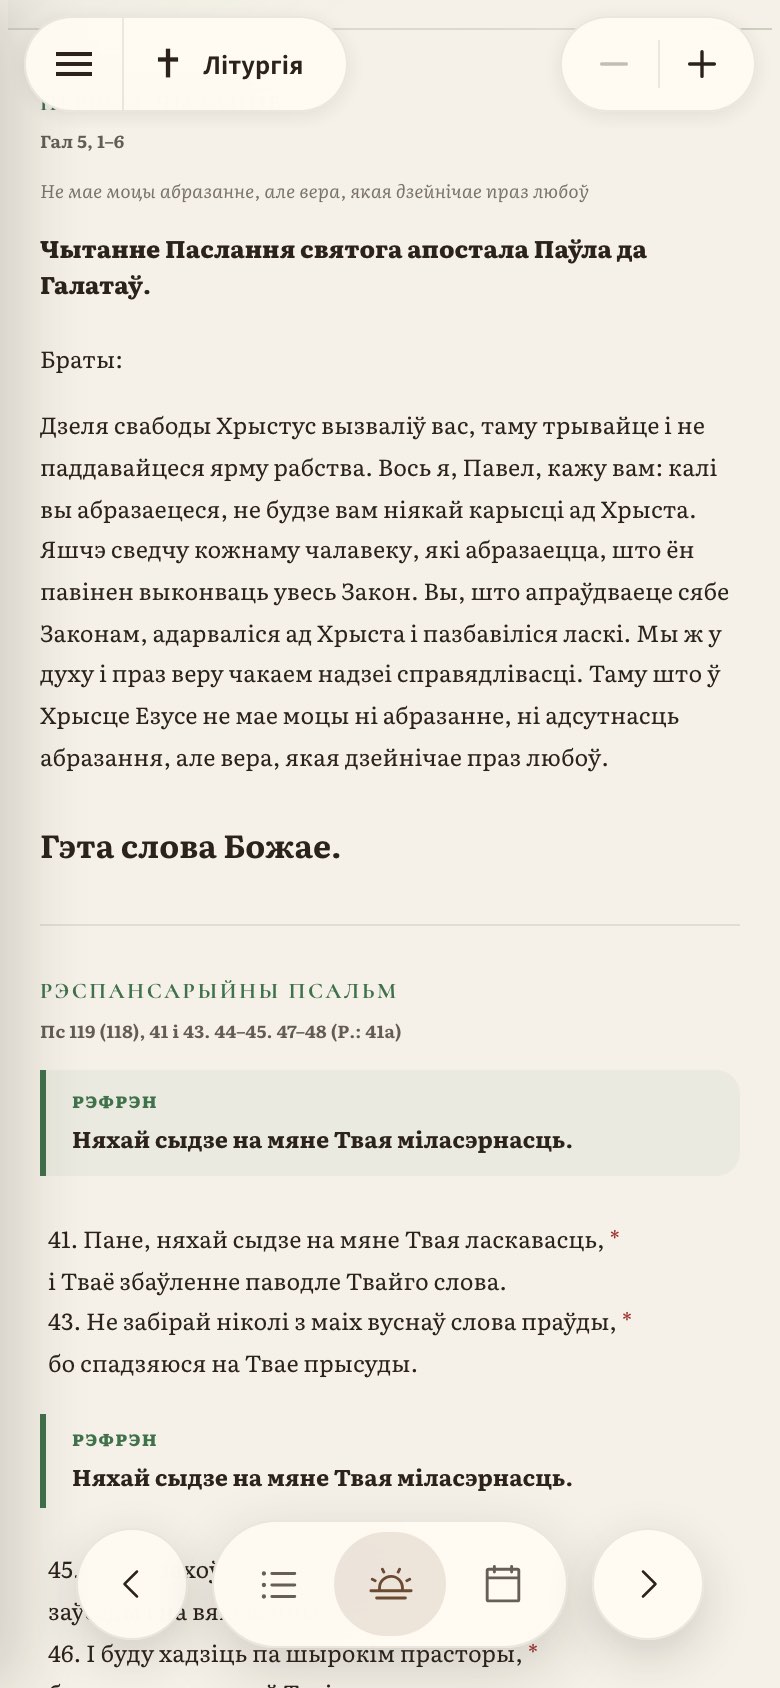 Літургія
Гал 5, 1–6
Не мае моцы абразанне, але вера, якая дзейнічае праз любоў
Чытанне Паслання святога апостала Паўла да
Галатаў.
Браты:
Дзеля свабоды Хрыстус вызваліў вас, таму трывайце і не
паддавайцеся ярму рабства. Вось я, Павел, кажу вам: калі
вы абразаецеся, не будзе вам ніякай карысці ад Хрыста.
Яшчэ сведчу кожнаму чалавеку, які абразаецца, што ён
павінен выконваць увесь Закон. Вы, што апраўдваеце сябе
Законам, адарваліся ад Хрыста і пазбавіліся ласкі. Мы ж у
духу і праз веру чакаем надзеі справядлівасці. Таму што ў
Хрысце Езусе не мае моцы ні абразанне, ні адсутнасць
абразання, але вера, якая дзейнічае праз любоў.
Гэта слова Божае.
РЭСПАНСАРЫЙНЫ ПСАЛЬМ
Пс 119 (118), 41 і 43. 44–45. 47–48 (Р.: 41а)
РЭФРЭН
Няхай сыдзе на мяне Твая міласэрнасць.
41. Пане, няхай сыдзе на мяне Твая ласкавасць, *
і Тваё збаўленне паводле Твайго слова.
43. Не забірай ніколі з маіх вуснаў слова праўды, *
бо спадзяюся на Твае прысуды.
РЭФРЭН
Няхай сыдзе на мяне Твая міласэрнасць.
45.
46. І буду хадзіць па шырокім прасторы, *